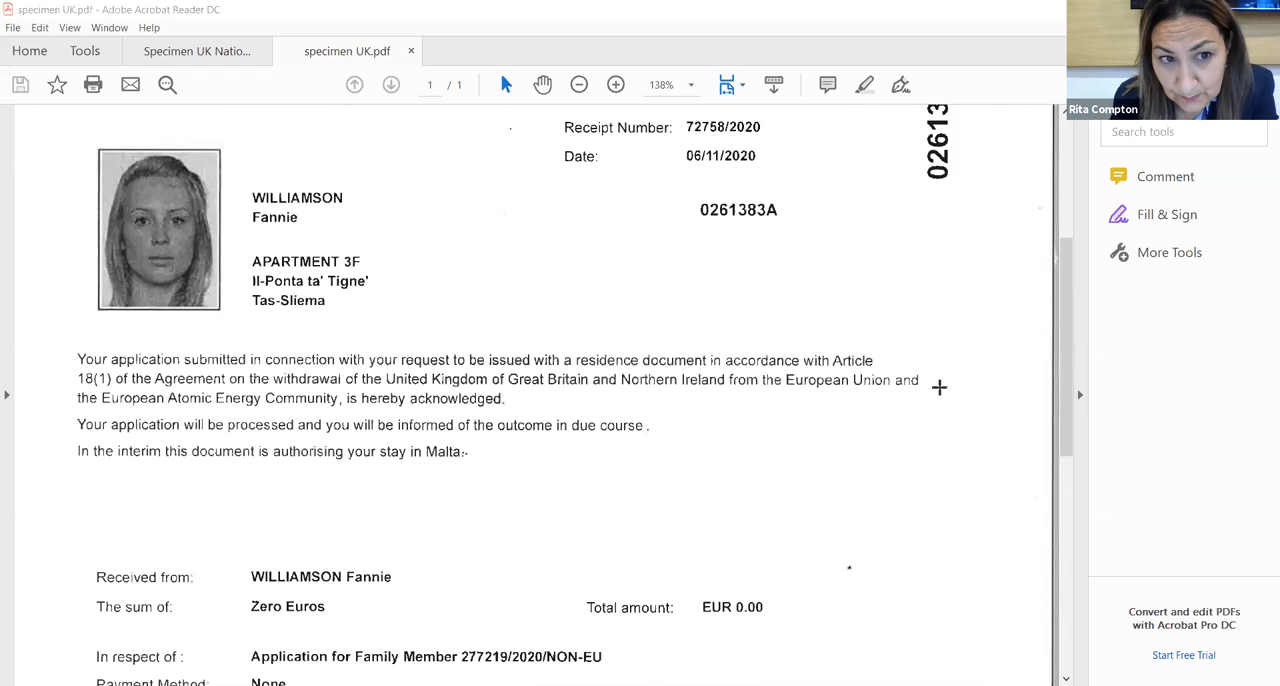 specimen UK.pdf - Adobe Acrobat Reader DC
File Edit View Window Help
Home Tools Specimen UK Natio... specimen UK.pdf ×
1 / 1 138%
Rita Compton
Search tools
Comment
Fill & Sign
More Tools
Convert and edit PDFs
with Acrobat Pro DC
Start Free Trial
Receipt Number: 72758/2020
Date: 06/11/2020
02613
0261383A
WILLIAMSON
Fannie
APARTMENT 3F
Il-Ponta ta' Tigne'
Tas-Sliema
Your application submitted in connection with your request to be issued with a residence document in accordance with Article
18(1) of the Agreement on the withdrawal of the United Kingdom of Great Britain and Northern Ireland from the European Union and
the European Atomic Energy Community, is hereby acknowledged.
Your application will be processed and you will be informed of the outcome in due course .
In the interim this document is authorising your stay in Malta.
Received from: WILLIAMSON Fannie
The sum of: Zero Euros Total amount: EUR 0.00
In respect of : Application for Family Member 277219/2020/NON-EU
Payment Method: None